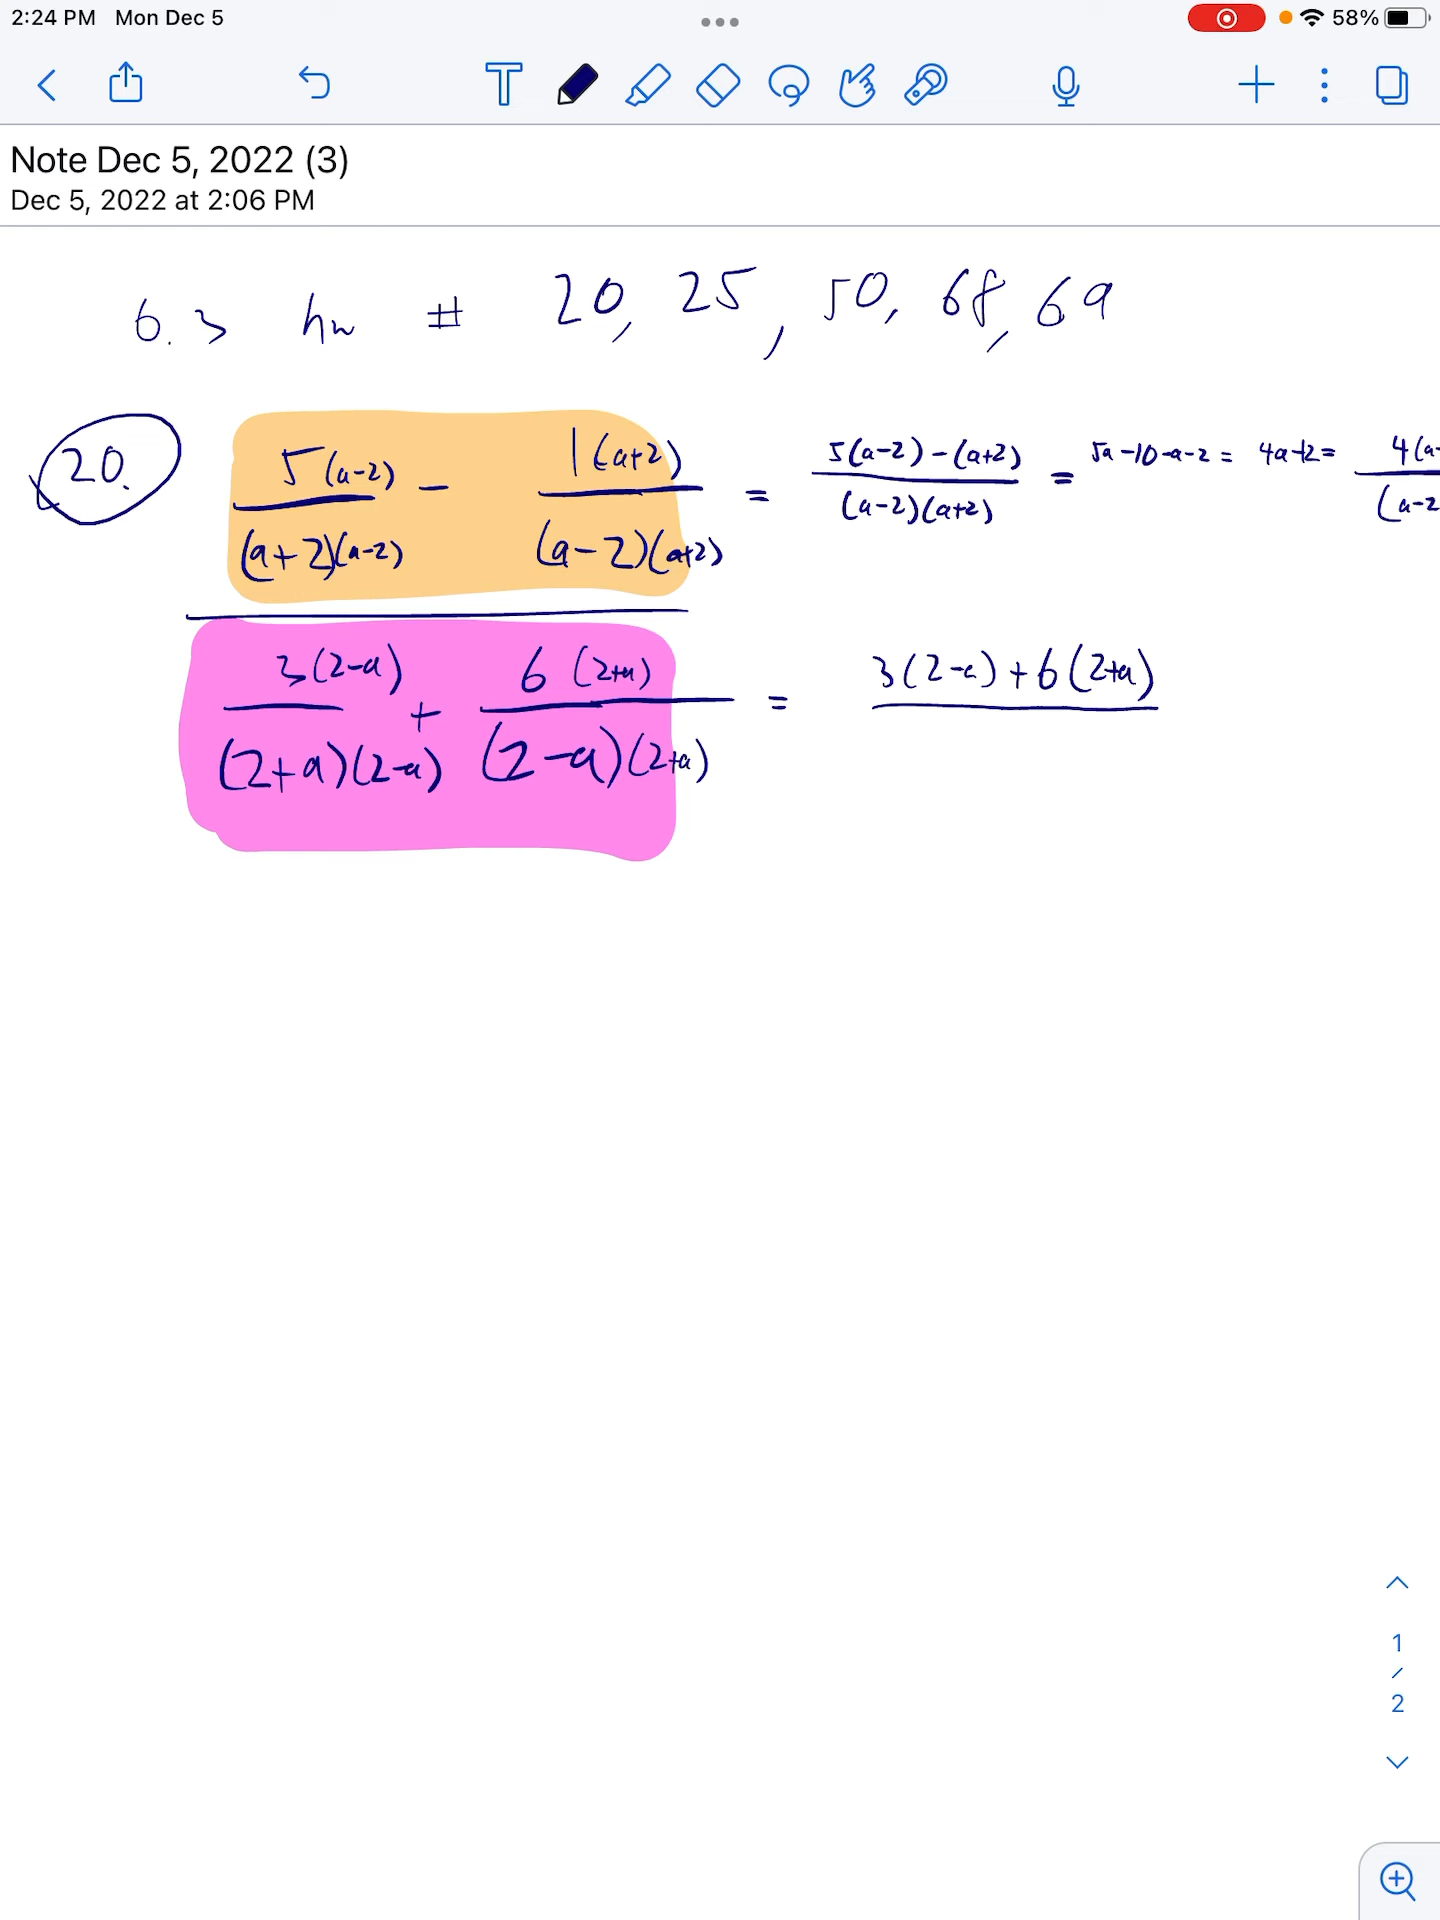 2:24 PM Mon Dec 5
58%
T
Note Dec 5, 2022 (3)
Dec 5, 2022 at 2:06 PM
6.3 hw # 20, 25, 50, 68, 69
20.
5(a-2) − 1(a+2) = 5(a-2)-(a+2) = 5a-10-a-2 = 4a-12 = 4(a-
(a+2)(a-2) (a-2)(a+2) (a-2)(a+2) (a-2
3(2-a) + 6(2+a) = 3(2-a)+6(2+a)
(2+a)(2-a) (2-a)(2+a)
1
/
2